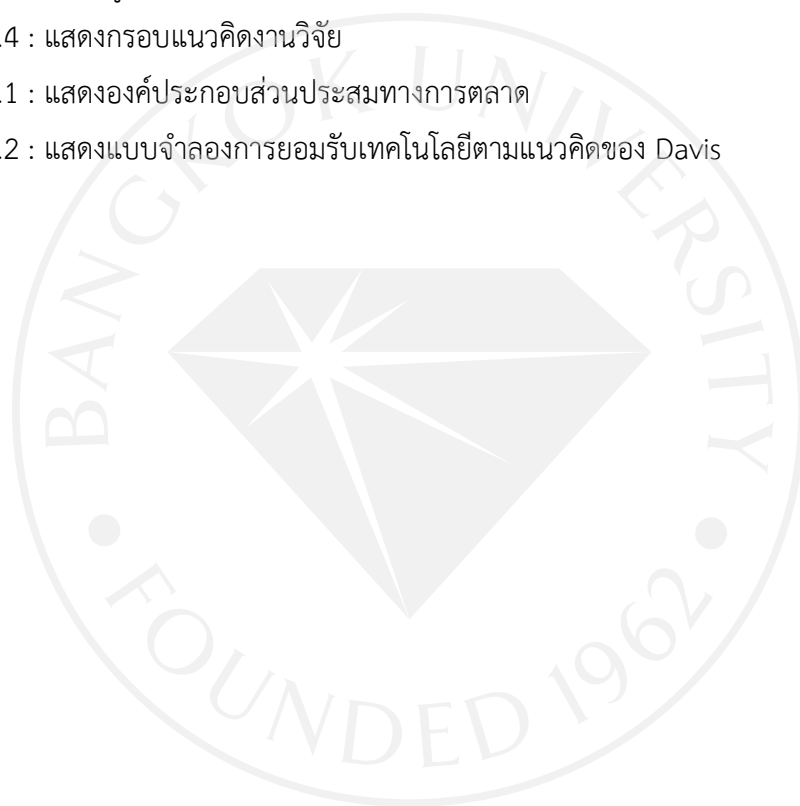 .4 : แสดงกรอบแนวคิดงานวิจัย
.1 : แสดงองค์ประกอบส่วนประสมทางการตลาด
.2 : แสดงแบบจำลองการยอมรับเทคโนโลยีตามแนวคิดของ Davis
BANGKOK UNIVERSITY
FOUNDED 1962